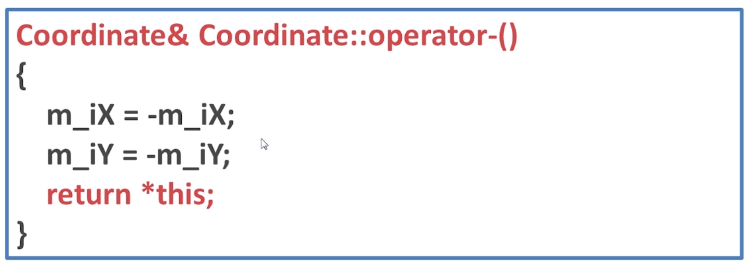 Coordinate& Coordinate::operator-()
{
m_iX = -m_iX;
m_iY = -m_iY;
return *this;
}